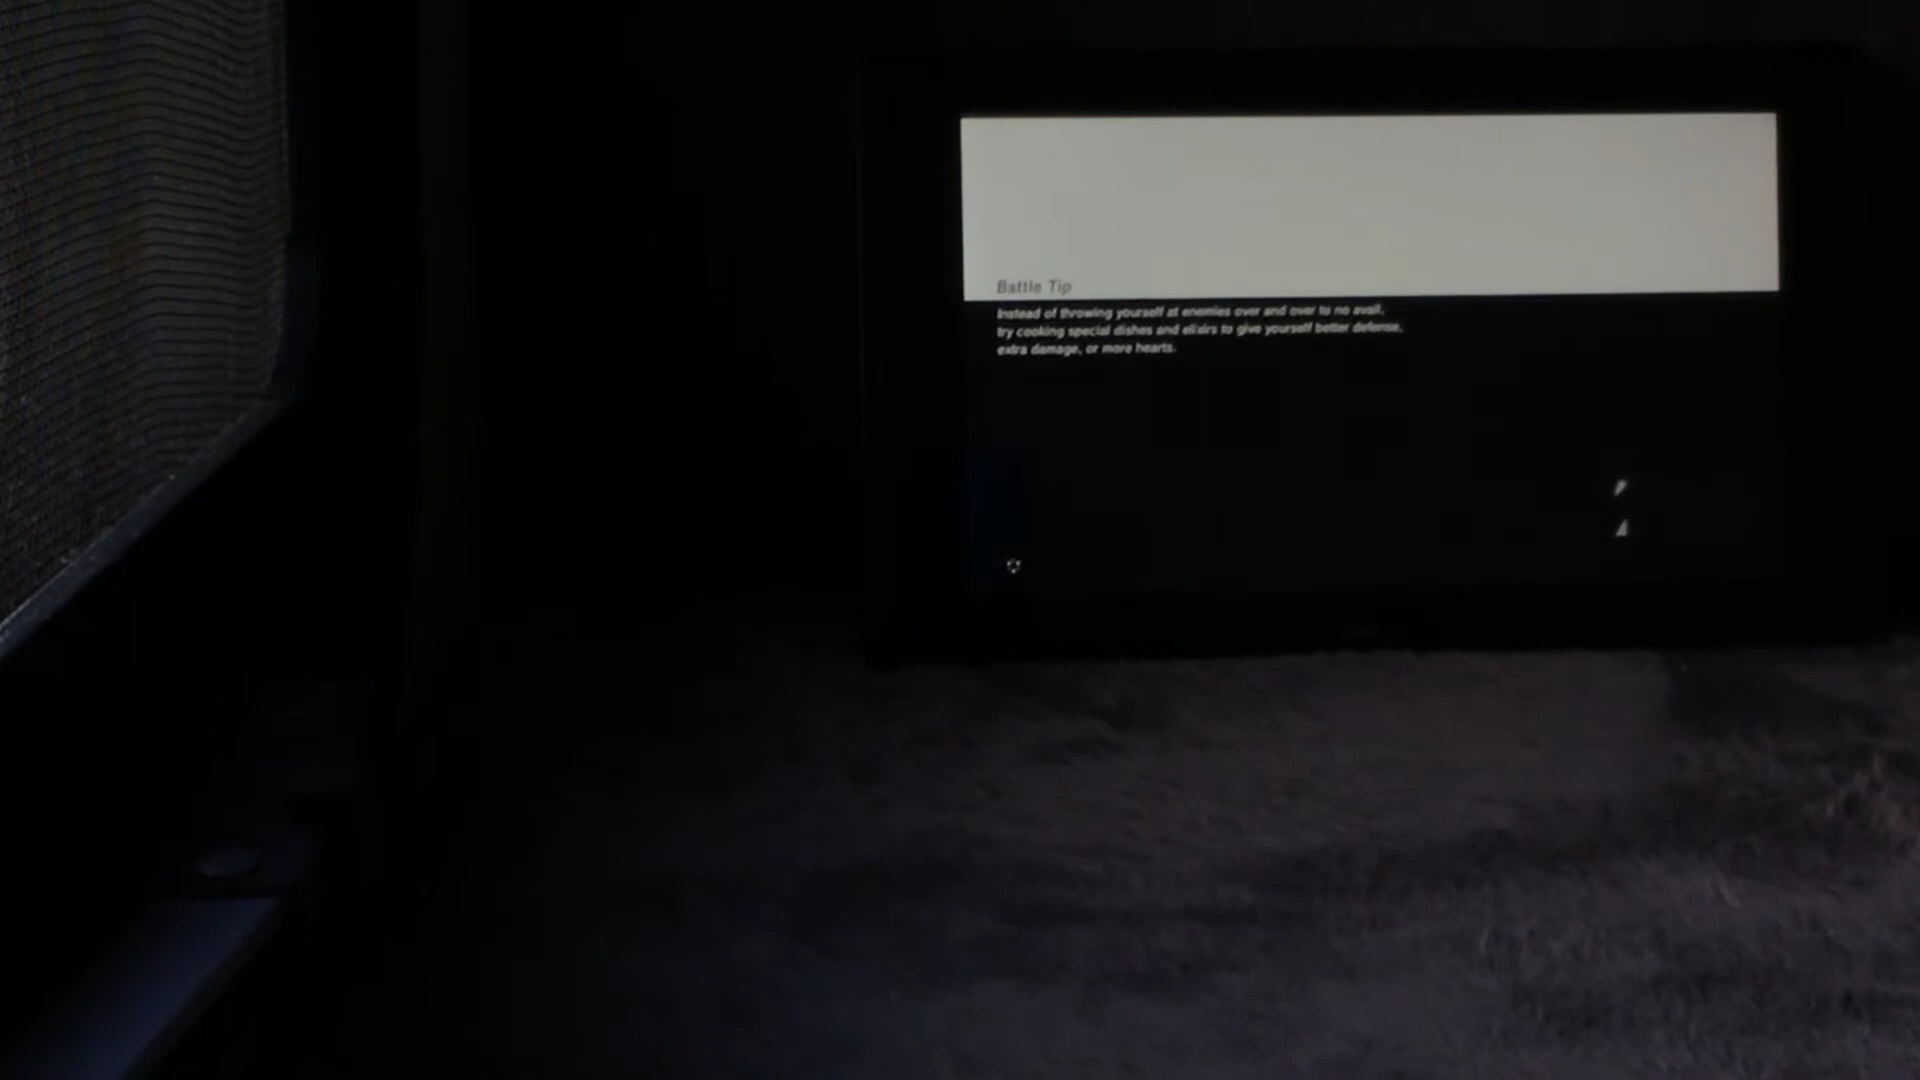 Battle Tip
Instead of throwing yourself at enemies over and over to no avail,
try cooking special dishes and elixirs to give yourself better defense,
extra damage, or more hearts.